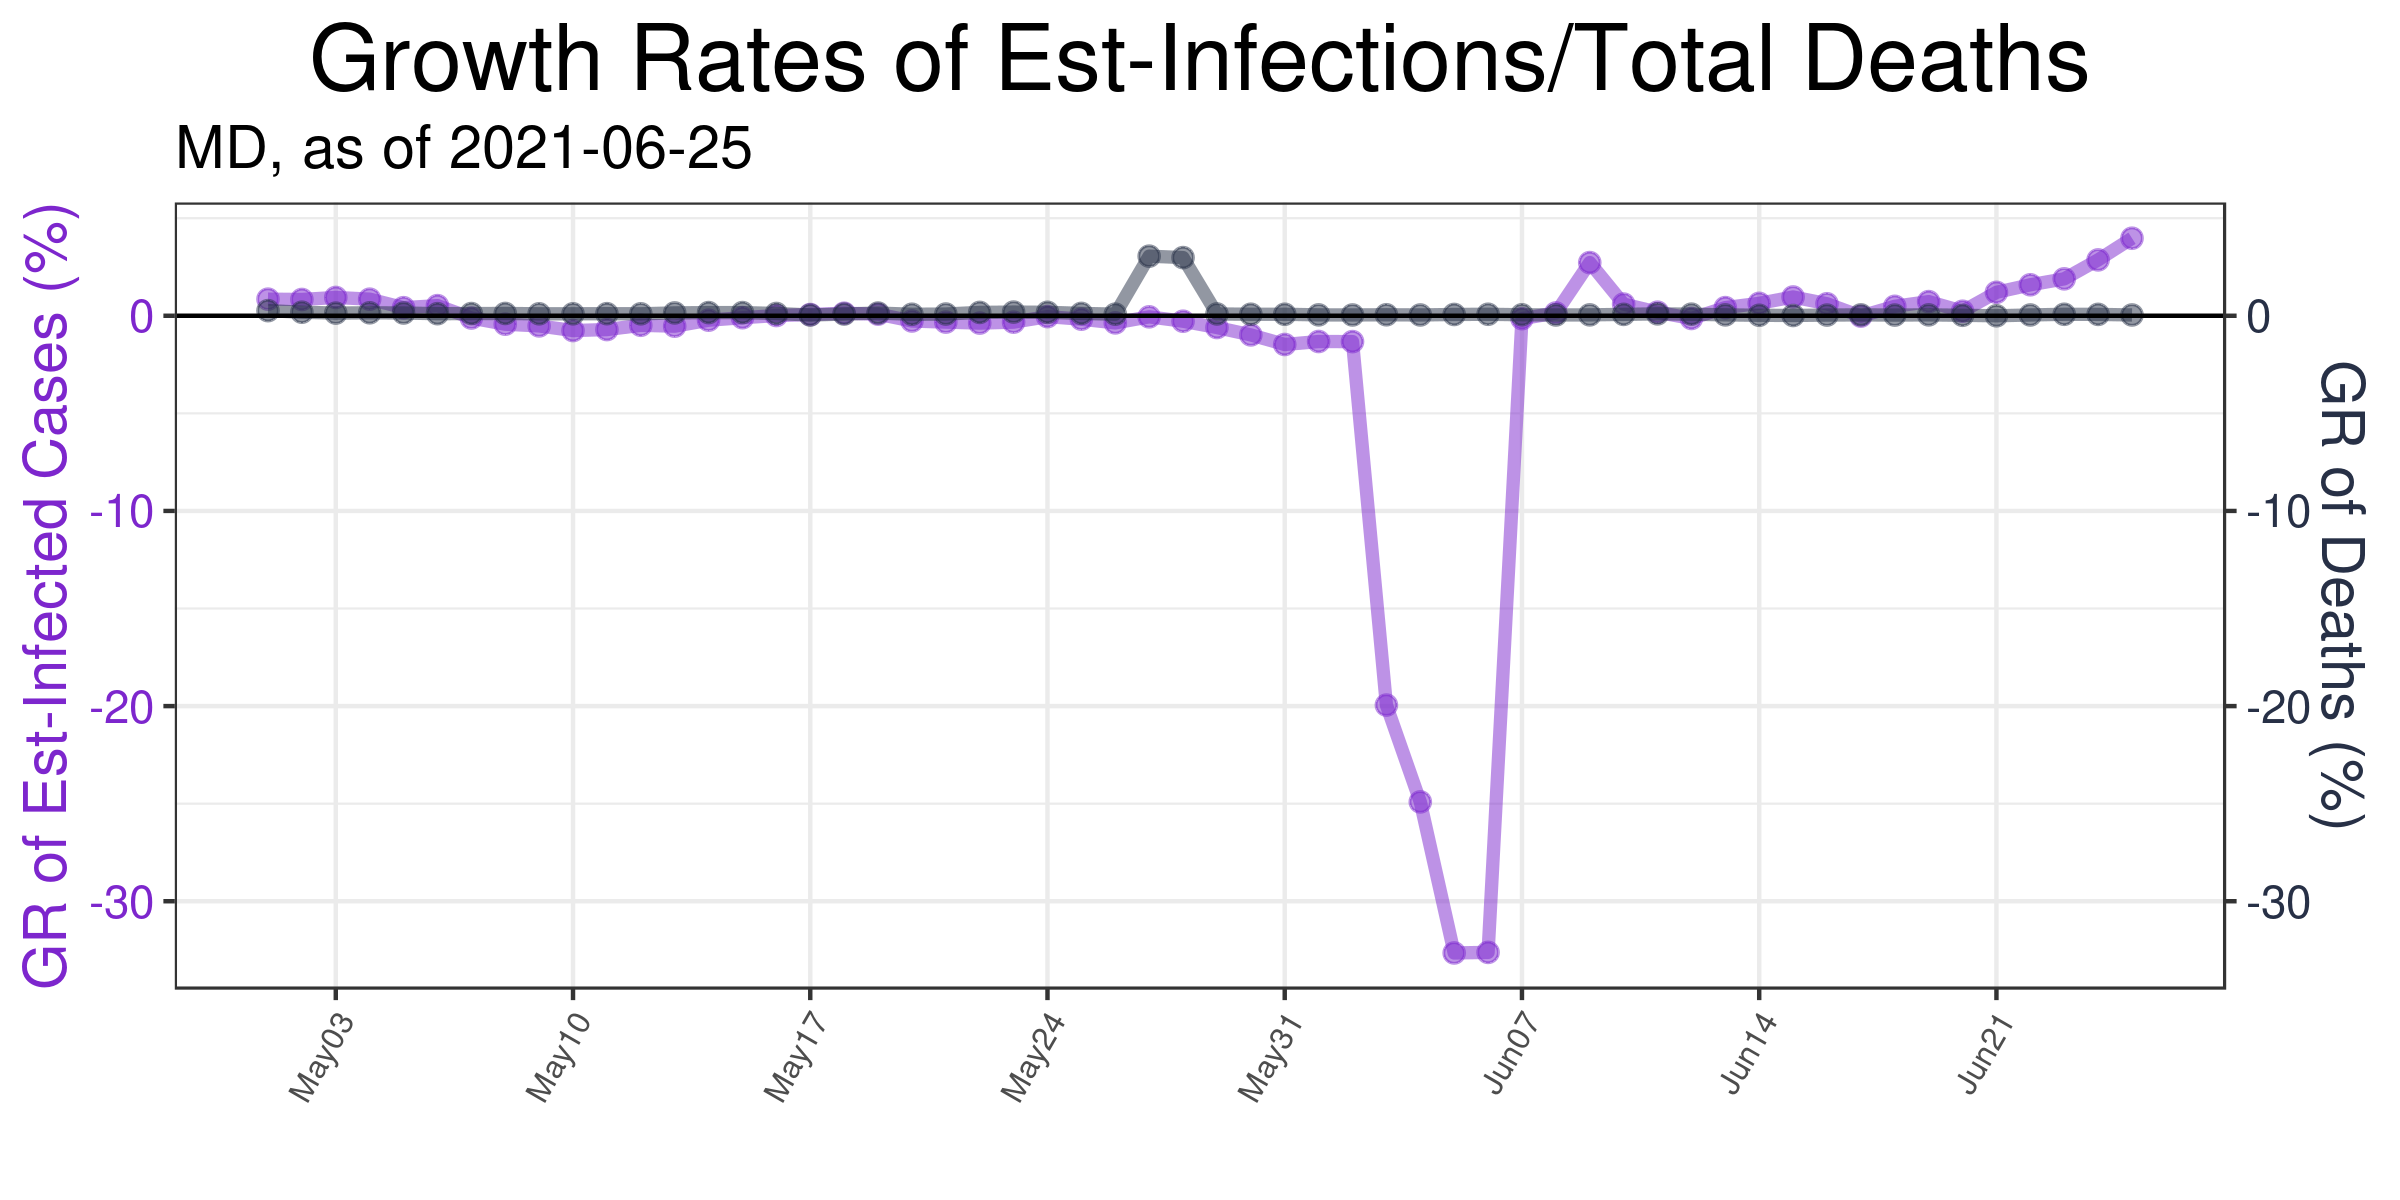 Growth Rates of Est-Infections/Total Deaths
MD, as of 2021-06-25
GR of Est-Infected Cases (%)
0
-10
-20
-30
0
-10
-20
-30
GR of Deaths (%)
May03
May10
May17
May24
May31
Jun07
Jun14
Jun21